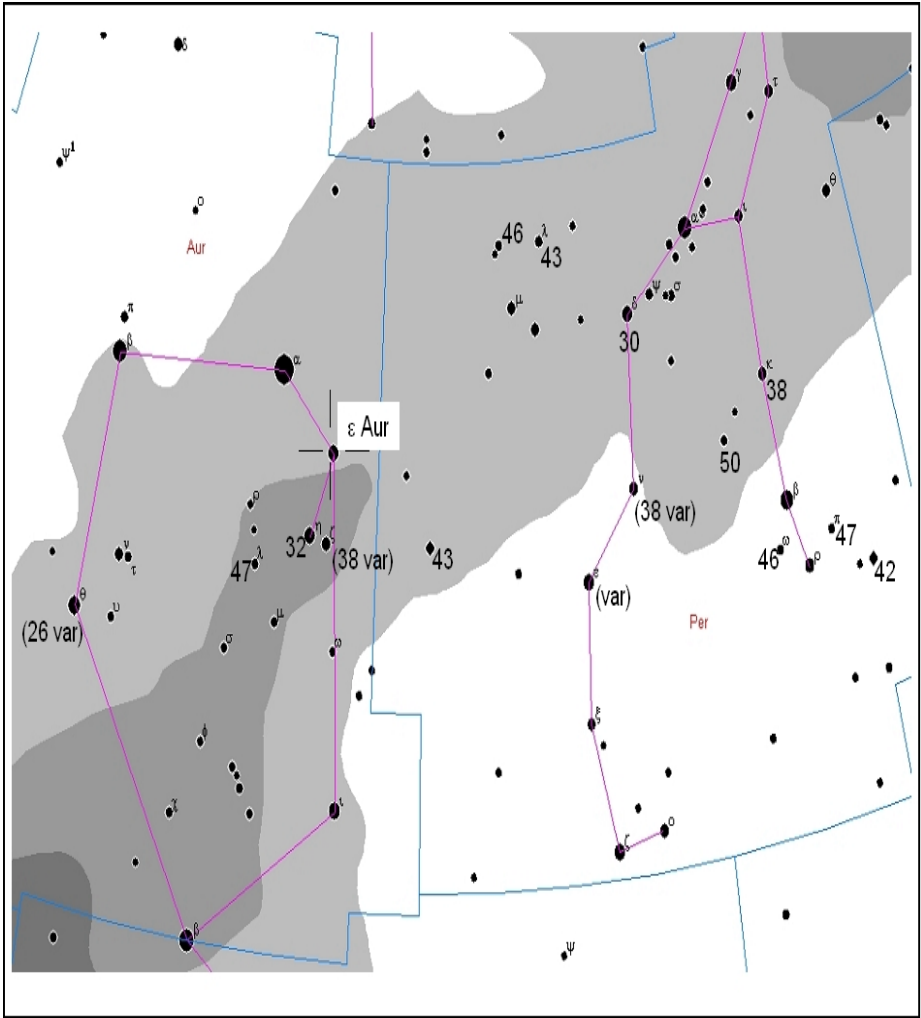 δ
γ
τ
ψ1
θ
ο
α
ι
Aur
46
λ
43
π
μ
ψ
σ
δ
30
β
α
κ
38
ε Aur
50
ν
(38 var)
β
ρ
η
ζ
32
(38 var)
43
π
47
ω
46
ρ
42
ν
τ
λ
47
ε
(var)
θ
(26 var)
υ
μ
Per
σ
ω
ξ
ϕ
χ
ι
ο
ζ
β
ψ